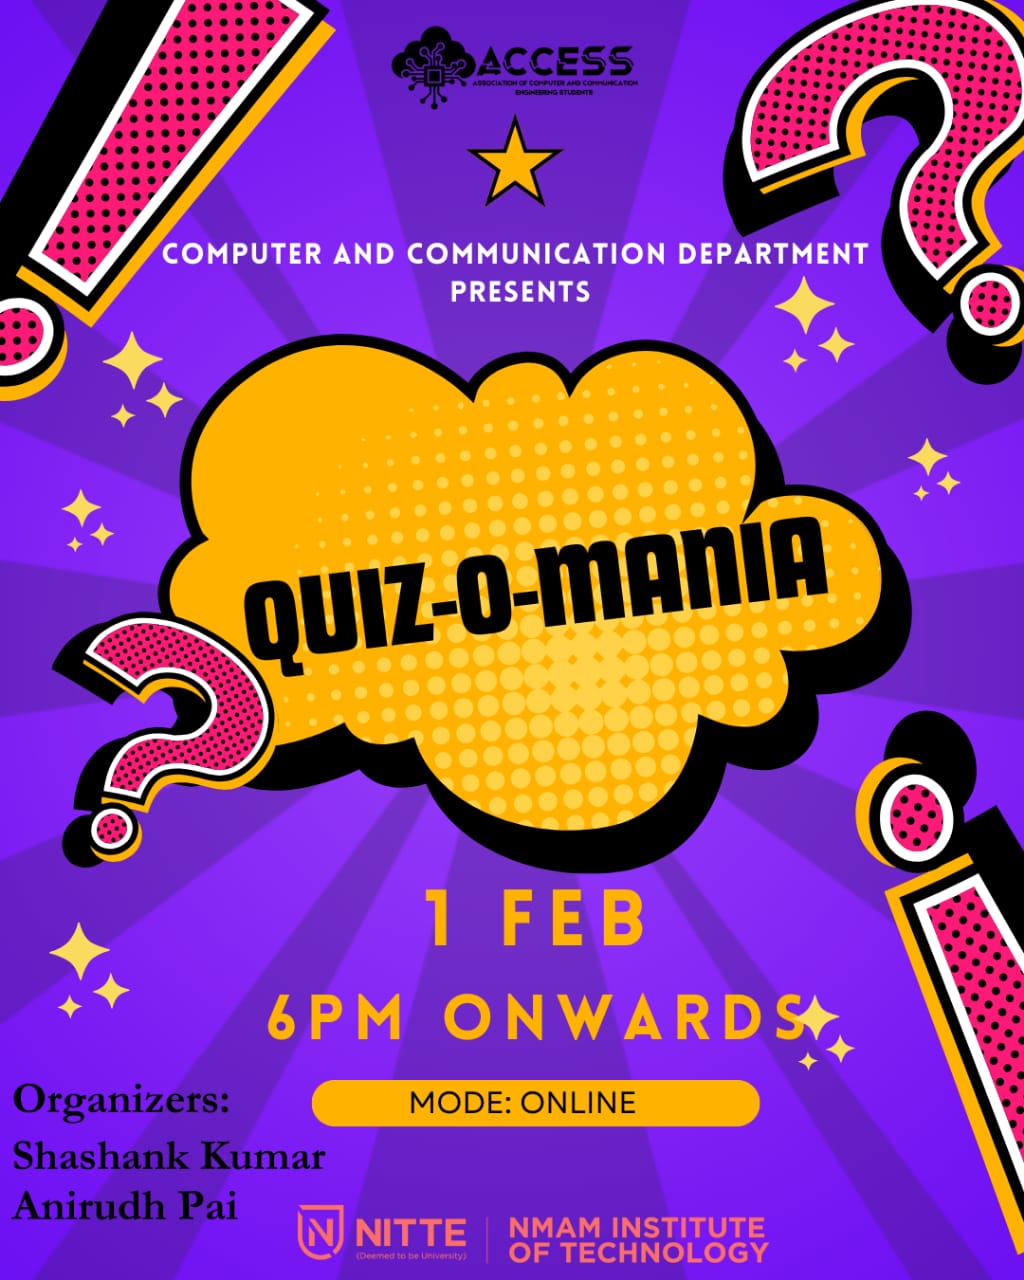 ACCESS
ASSOCIATION OF COMPUTER AND COMMUNICATION
ENGINEERING STUDENTS
COMPUTER AND COMMUNICATION DEPARTMENT
PRESENTS
QUIZ-O-MANIA
1 FEB
6PM ONWARDS
MODE: ONLINE
Organizers:
Shashank Kumar
Anirudh Pai
N NITTE
(Deemed to be University)
NMAM INSTITUTE
OF TECHNOLOGY